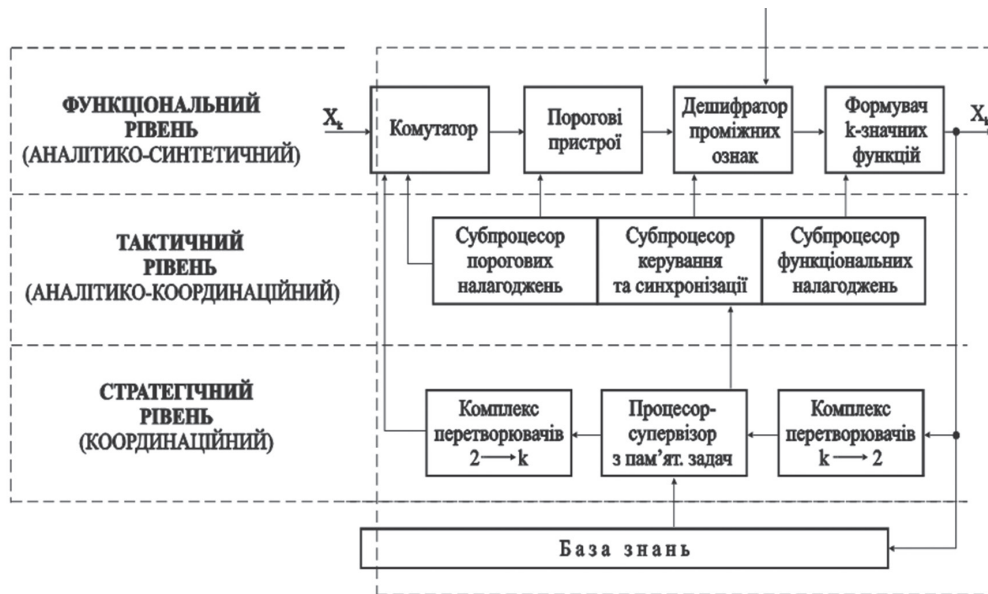 ФУНКЦІОНАЛЬНИЙ
РІВЕНЬ
(АНАЛІТИКО-СИНТЕТИЧНИЙ)
X_k
Комутатор
Порогові
пристрої
Дешифратор
проміжних
ознак
Формувач
k-значних
функцій
ТАКТИЧНИЙ
РІВЕНЬ
(АНАЛІТИКО-КООРДИНАЦІЙНИЙ)
Субпроцесор
порогових
налагоджень
Субпроцесор
керування
та синхронізації
Субпроцесор
функціональних
налагоджень
СТРАТЕГІЧНИЙ
РІВЕНЬ
(КООРДИНАЦІЙНИЙ)
Комплекс
перетворювачів
2 → k
Процесор-
супервізор
з пам’ят. задач
Комплекс
перетворювачів
k → 2
База знань